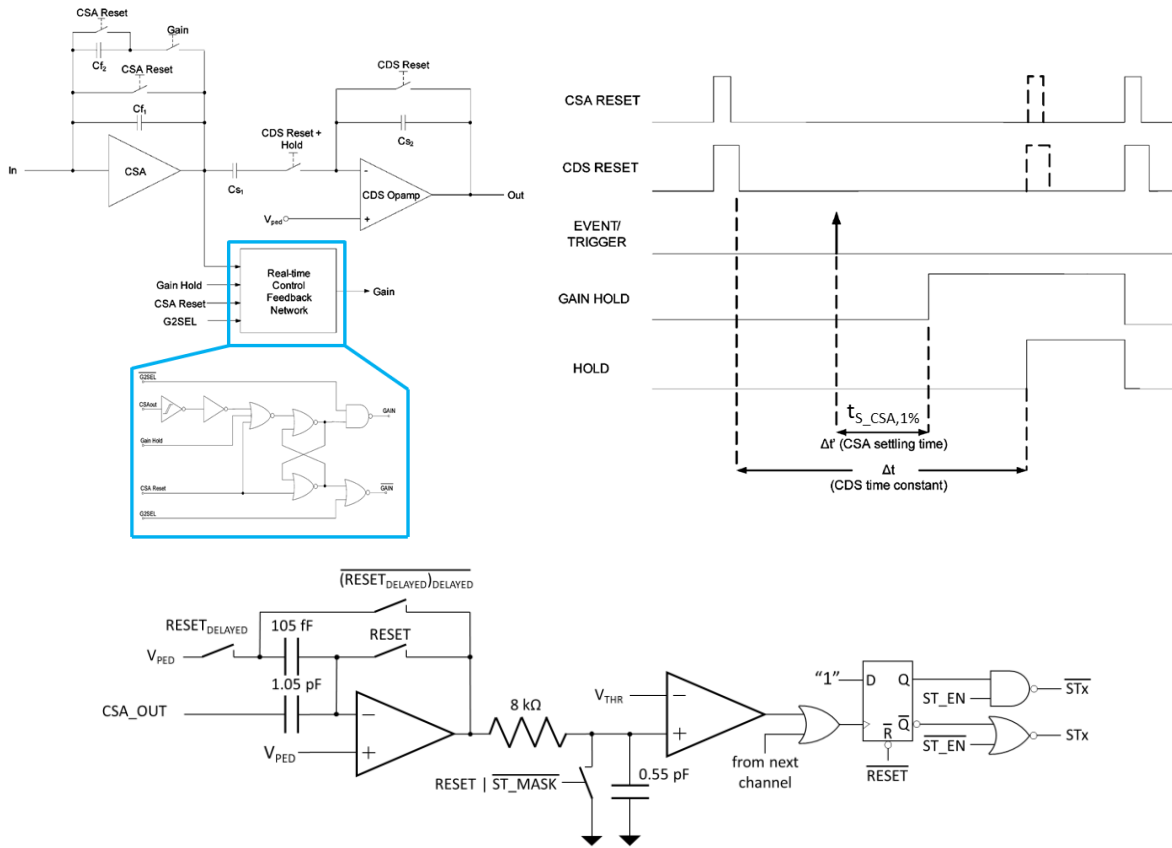 CSA Reset
Gain
Cf2
CSA Reset
Cf1
In
CSA
Cs1
CDS Reset +
Hold
CDS Reset
Cs2
-
CDS Opamp
+
Vped
Out
Real-time
Control
Feedback
Network
Gain Hold
CSA Reset
G2SEL
Gain
G2SEL
CSAout
Gain Hold
CSA Reset
G2SEL
GAIN
GAIN
CSA RESET
CDS RESET
EVENT/
TRIGGER
GAIN HOLD
HOLD
tS_CSA,1%
Δt' (CSA settling time)
Δt
(CDS time constant)
(RESETDELAYED)DELAYED
RESETDELAYED
VPED
105 fF
RESET
1.05 pF
CSA_OUT
−
VPED
+
8 kΩ
RESET | ST_MASK
0.55 pF
VTHR
−
+
from next
channel
"1"
D
Q
Q
R
RESET
ST_EN
ST_EN
STx
STx